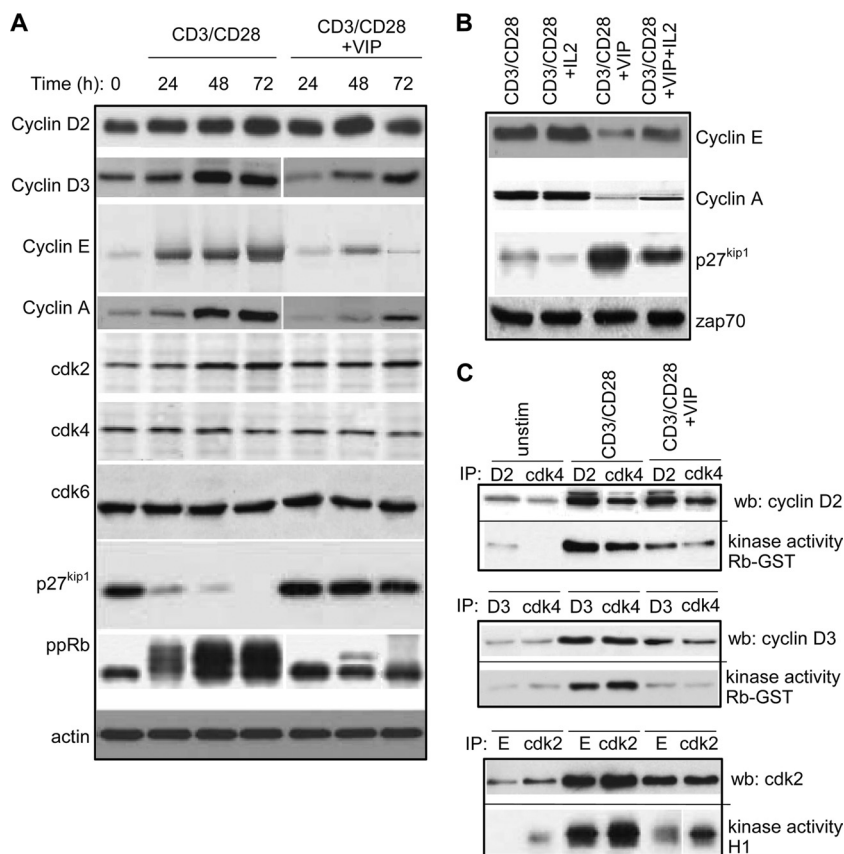 A
CD3/CD28
CD3/CD28
+VIP
Time (h): 0 24 48 72 24 48 72
Cyclin D2
Cyclin D3
Cyclin E
Cyclin A
cdk2
cdk4
cdk6
p27kip1
ppRb
actin
B
CD3/CD28
CD3/CD28
+IL2
CD3/CD28
+VIP
CD3/CD28
+VIP+IL2
Cyclin E
Cyclin A
p27kip1
zap70
C
unstim
CD3/CD28
CD3/CD28
+VIP
IP: D2 cdk4 D2 cdk4 D2 cdk4
wb: cyclin D2
kinase activity
Rb-GST
IP: D3 cdk4 D3 cdk4 D3 cdk4
wb: cyclin D3
kinase activity
Rb-GST
IP: E cdk2 E cdk2 E cdk2
wb: cdk2
kinase activity
H1